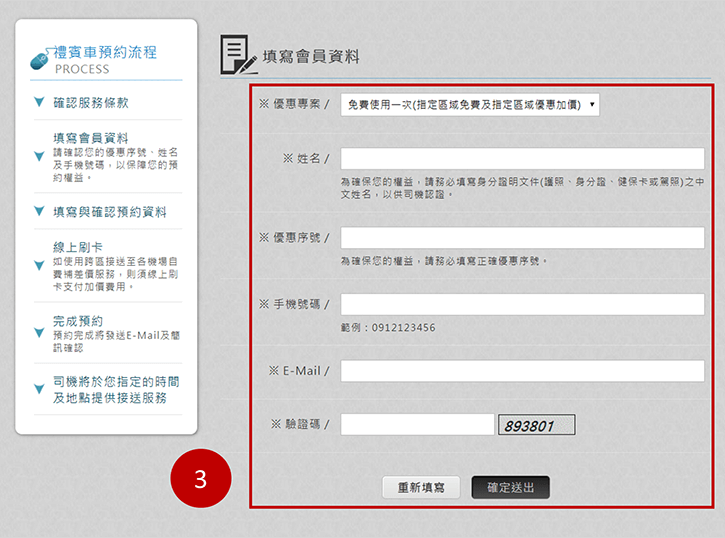 禮賓車預約流程
PROCESS
確認服務條款
填寫會員資料
請確認您的優惠序號、姓名
及手機號碼，以保障您的預
約權益。
填寫與確認預約資料
線上刷卡
如使用跨區接送至各機場自
費補差價服務，則須線上刷
卡支付加價費用。
完成預約
預約完成將發送E-Mail及簡
訊確認
司機將於您指定的時間
及地點提供接送服務
填寫會員資料
※ 優惠專案 / 免費使用一次(指定區域免費及指定區域優惠加價)
※ 姓名 /
為確保您的權益，請務必填寫身分證明文件(護照、身分證、健保卡或駕照)之中
文姓名，以供司機認證。
※ 優惠序號 /
為確保您的權益，請務必填寫正確優惠序號。
※ 手機號碼 /
範例：0912123456
※ E-Mail /
※ 驗證碼 / 893801
重新填寫 確定送出
3